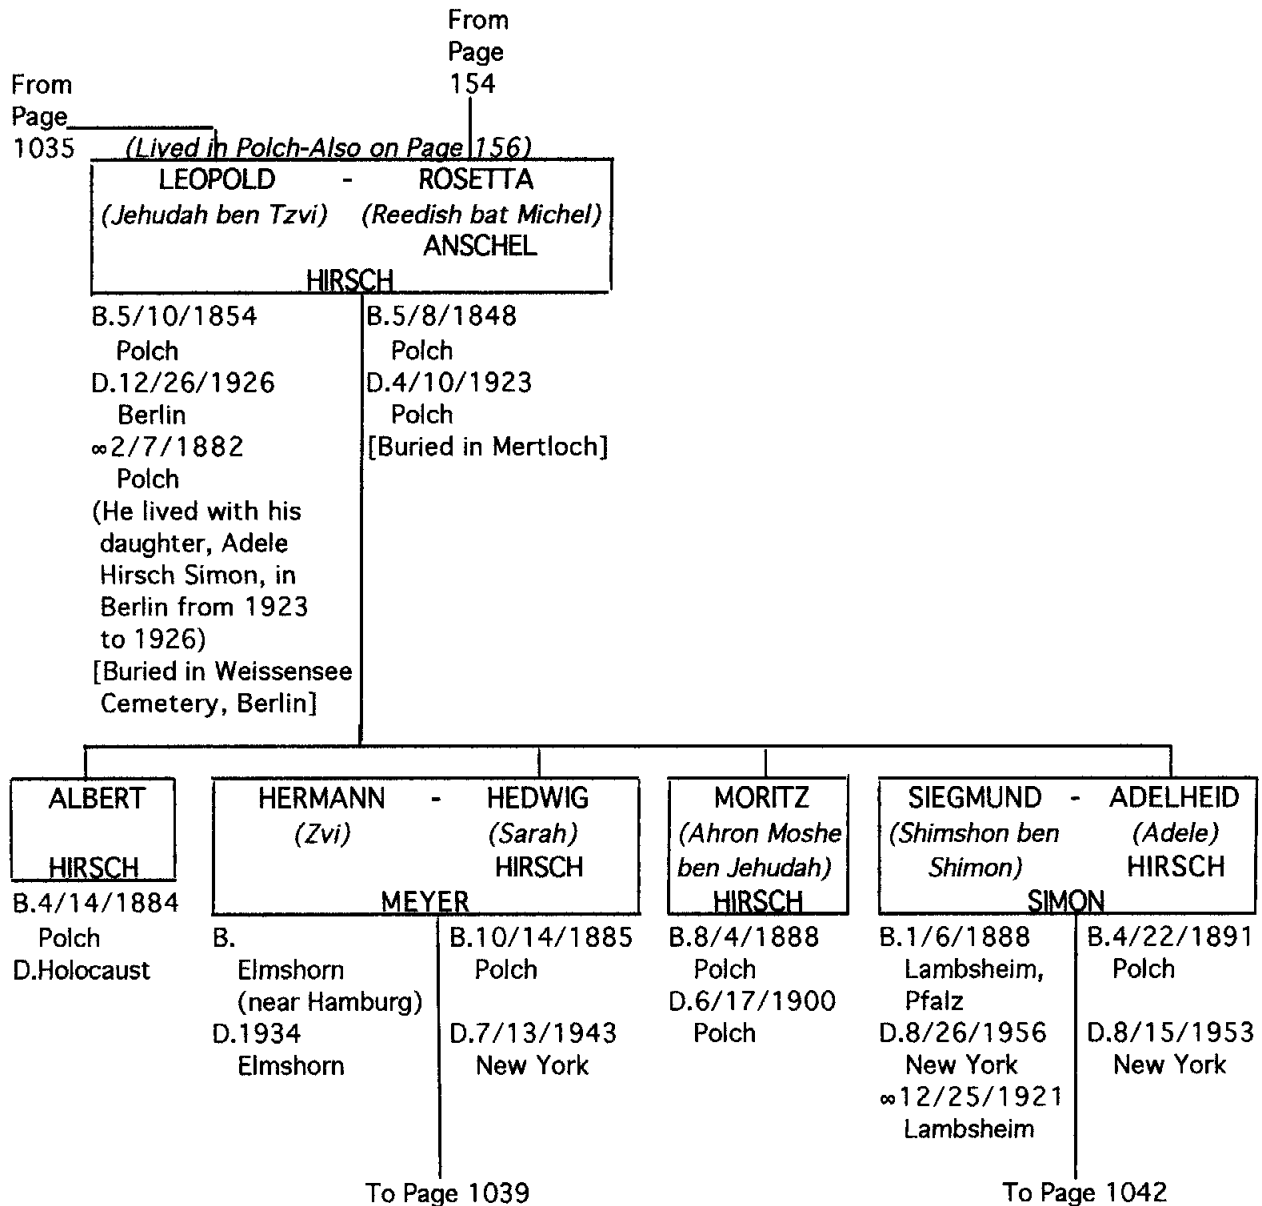 From
Page
154
From
Page
1035
(Lived in Polch-Also on Page 156)
LEOPOLD - ROSETTA
(Jehudah ben Tzvi) (Reedish bat Michel)
ANSCHEL
HIRSCH
B.5/10/1854
Polch
D.12/26/1926
Berlin
∞2/7/1882
Polch
(He lived with his
daughter, Adele
Hirsch Simon, in
Berlin from 1923
to 1926)
[Buried in Weissensee
Cemetery, Berlin]
B.5/8/1848
Polch
D.4/10/1923
Polch
[Buried in Mertloch]
ALBERT
HIRSCH
B.4/14/1884
Polch
D.Holocaust
HERMANN - HEDWIG
(Zvi) (Sarah)
HIRSCH
MEYER
B.
Elmshorn
(near Hamburg)
D.1934
Elmshorn
B.10/14/1885
Polch
D.7/13/1943
New York
To Page 1039
MORITZ
(Ahron Moshe
ben Jehudah)
HIRSCH
B.8/4/1888
Polch
D.6/17/1900
Polch
SIEGMUND - ADELHEID
(Shimshon ben (Adele)
Shimon) HIRSCH
SIMON
B.1/6/1888
Lambsheim,
Pfalz
D.8/26/1956
New York
∞12/25/1921
Lambsheim
B.4/22/1891
Polch
D.8/15/1953
New York
To Page 1042